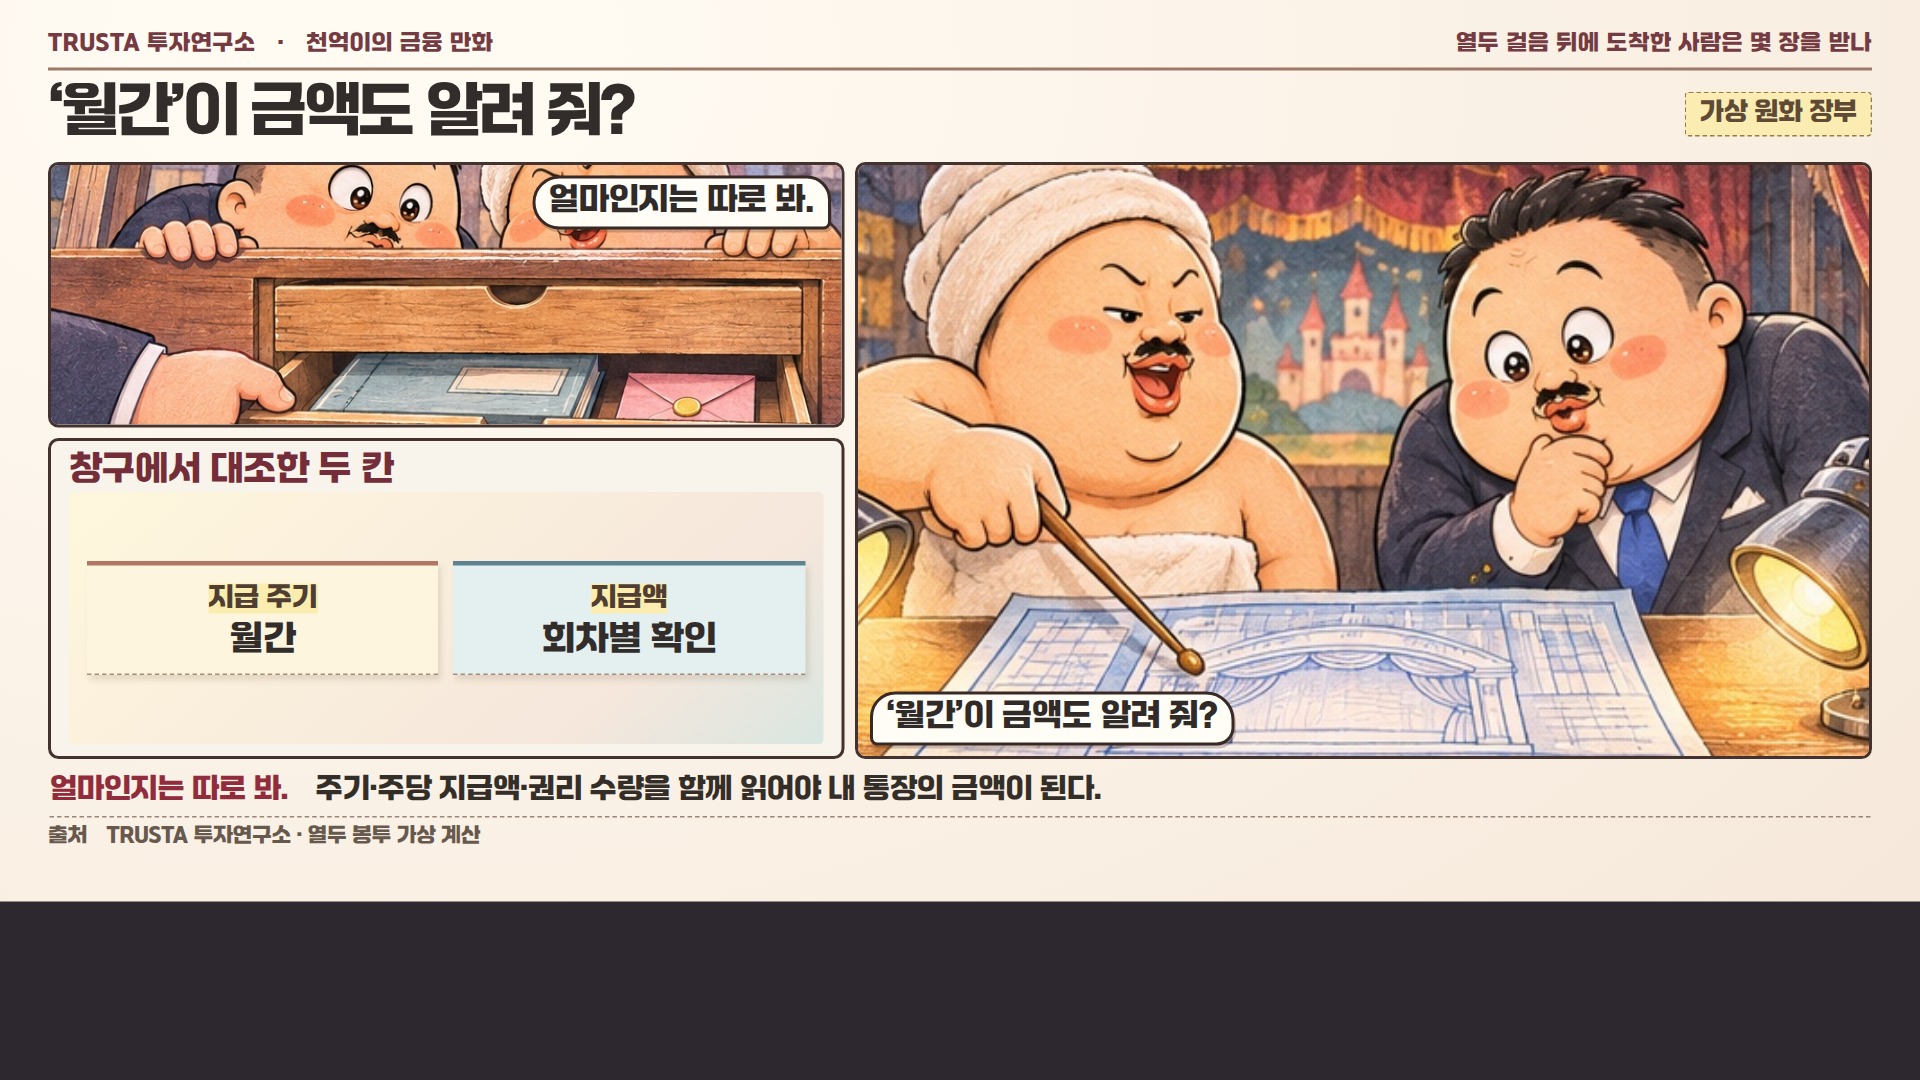 TRUSTA 투자연구소 · 천억이의 금융 만화
열두 걸음 뒤에 도착한 사람은 몇 장을 받나
‘월간’이 금액도 알려 줘?
가상 원화 장부
얼마인지는 따로 봐.
창구에서 대조한 두 칸
지급 주기
월간
지급액
회차별 확인
‘월간’이 금액도 알려 줘?
얼마인지는 따로 봐. 주기·주당 지급액·권리 수량을 함께 읽어야 내 통장의 금액이 된다.
출처 TRUSTA 투자연구소 · 열두 봉투 가상 계산